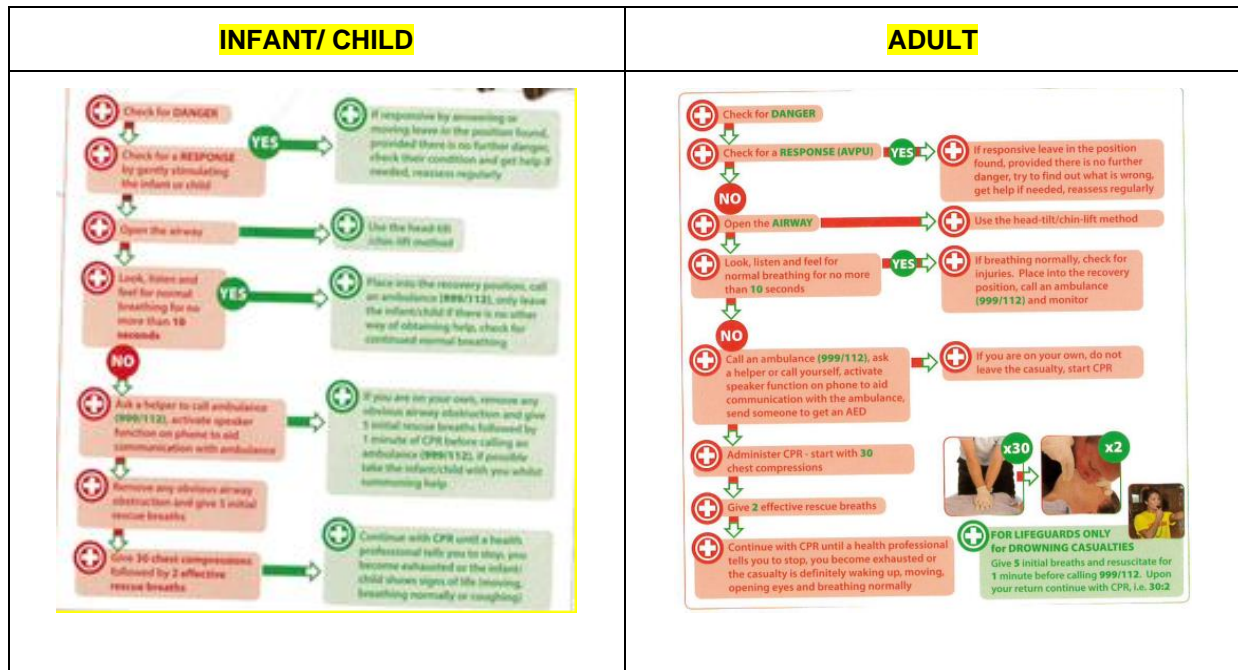 INFANT/ CHILD
Check for DANGER
Check for a RESPONSE
by gently stimulating
the infant or child
YES
If responsive by answering or
moving leave in the position found,
provided there is no further danger,
check their condition and get help if
needed, reassess regularly
Open the airway
Use the head-tilt
/chin-lift method
Look, listen and
feel for normal
breathing for no
more than 10
seconds
YES
Place into the recovery position, call
an ambulance (999/112), only leave
the infant/child if there is no other
way of obtaining help, check for
continued normal breathing
NO
Ask a helper to call ambulance
(999/112), activate speaker
function on phone to aid
communication with ambulance
If you are on your own, remove any
obvious airway obstruction and give
5 initial rescue breaths followed by
1 minute of CPR before calling an
ambulance (999/112), if possible
take the infant/child with you whilst
summoning help
Remove any obvious airway
obstruction and give 5 initial
rescue breaths
Give 30 chest compressions
followed by 2 effective
rescue breaths
Continue with CPR until a health
professional tells you to stop, you
become exhausted or the infant/
child shows signs of life (moving,
breathing normally or coughing)
ADULT
Check for DANGER
Check for a RESPONSE (AVPU)
YES
If responsive leave in the position
found, provided there is no further
danger, try to find out what is wrong,
get help if needed, reassess regularly
NO
Open the AIRWAY
Use the head-tilt/chin-lift method
Look, listen and feel for
normal breathing for no more
than 10 seconds
YES
If breathing normally, check for
injuries. Place into the recovery
position, call an ambulance
(999/112) and monitor
NO
Call an ambulance (999/112), ask
a helper or call yourself, activate
speaker function on phone to aid
communication with the ambulance,
send someone to get an AED
If you are on your own, do not
leave the casualty, start CPR
Administer CPR - start with 30
chest compressions
x30
x2
Give 2 effective rescue breaths
Continue with CPR until a health professional
tells you to stop, you become exhausted or
the casualty is definitely waking up, moving,
opening eyes and breathing normally
FOR LIFEGUARDS ONLY
for DROWNING CASUALTIES
Give 5 initial breaths and resuscitate for
1 minute before calling 999/112. Upon
your return continue with CPR, i.e. 30:2